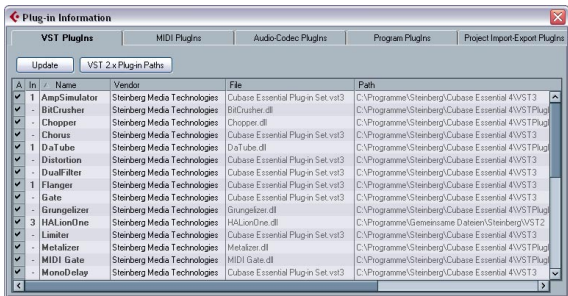 Plug-in Information
VST PlugIns MIDI PlugIns Audio-Codec PlugIns Program PlugIns Project Import-Export PlugIns
Update VST 2.x Plug-in Paths
A In / Name Vendor File Path
1 AmpSimulator Steinberg Media Technologies Cubase Essential Plug-in Set.vst3 C:\Programme\Steinberg\Cubase Essential 4\VST3
- BitCrusher Steinberg Media Technologies BitCrusher.dll C:\Programme\Steinberg\Cubase Essential 4\VSTPlugI
- Chopper Steinberg Media Technologies Chopper.dll C:\Programme\Steinberg\Cubase Essential 4\VSTPlugI
- Chorus Steinberg Media Technologies Cubase Essential Plug-in Set.vst3 C:\Programme\Steinberg\Cubase Essential 4\VST3
1 DaTube Steinberg Media Technologies DaTube.dll C:\Programme\Steinberg\Cubase Essential 4\VSTPlugI
- Distortion Steinberg Media Technologies Cubase Essential Plug-in Set.vst3 C:\Programme\Steinberg\Cubase Essential 4\VST3
- DualFilter Steinberg Media Technologies Cubase Essential Plug-in Set.vst3 C:\Programme\Steinberg\Cubase Essential 4\VST3
1 Flanger Steinberg Media Technologies Cubase Essential Plug-in Set.vst3 C:\Programme\Steinberg\Cubase Essential 4\VST3
- Gate Steinberg Media Technologies Cubase Essential Plug-in Set.vst3 C:\Programme\Steinberg\Cubase Essential 4\VST3
- Grungelizer Steinberg Media Technologies Grungelizer.dll C:\Programme\Steinberg\Cubase Essential 4\VSTPlugI
3 HALionOne Steinberg Media Technologies HALionOne.dll C:\Programme\Gemeinsame Dateien\Steinberg\VST2
- Limiter Steinberg Media Technologies Cubase Essential Plug-in Set.vst3 C:\Programme\Steinberg\Cubase Essential 4\VST3
- Metalizer Steinberg Media Technologies Metalizer.dll C:\Programme\Steinberg\Cubase Essential 4\VSTPlugI
- MIDI Gate Steinberg Media Technologies MIDI Gate.dll C:\Programme\Steinberg\Cubase Essential 4\VSTPlugI
- MonoDelay Steinberg Media Technologies Cubase Essential Plug-in Set.vst3 C:\Programme\Steinberg\Cubase Essential 4\VST3